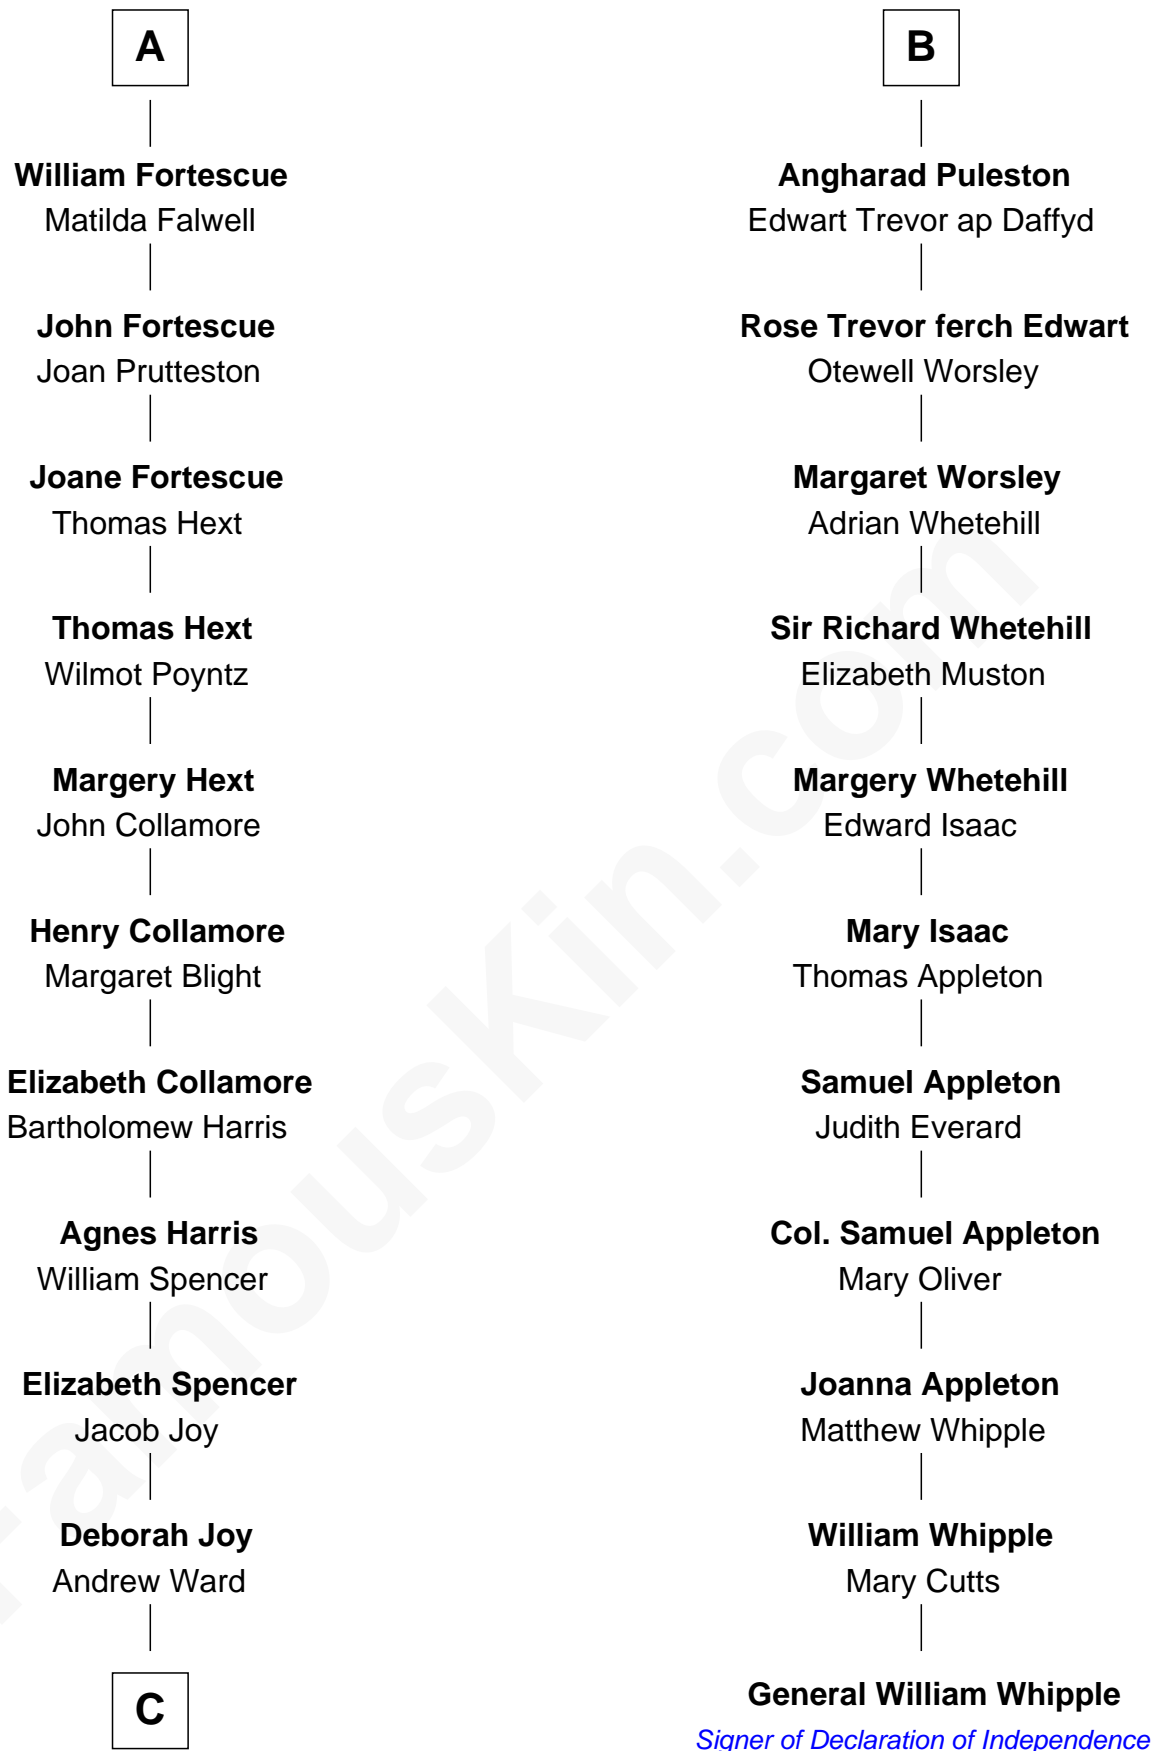 A
William Fortescue
Matilda Falwell
John Fortescue
Joan Prutteston
Joane Fortescue
Thomas Hext
Thomas Hext
Wilmot Poyntz
Margery Hext
John Collamore
Henry Collamore
Margaret Blight
Elizabeth Collamore
Bartholomew Harris
Agnes Harris
William Spencer
Elizabeth Spencer
Jacob Joy
Deborah Joy
Andrew Ward
C
B
Angharad Puleston
Edwart Trevor ap Daffyd
Rose Trevor ferch Edwart
Otewell Worsley
Margaret Worsley
Adrian Whetehill
Sir Richard Whetehill
Elizabeth Muston
Margery Whetehill
Edward Isaac
Mary Isaac
Thomas Appleton
Samuel Appleton
Judith Everard
Col. Samuel Appleton
Mary Oliver
Joanna Appleton
Matthew Whipple
William Whipple
Mary Cutts
General William Whipple
Signer of Declaration of Independence
FamousKin.com